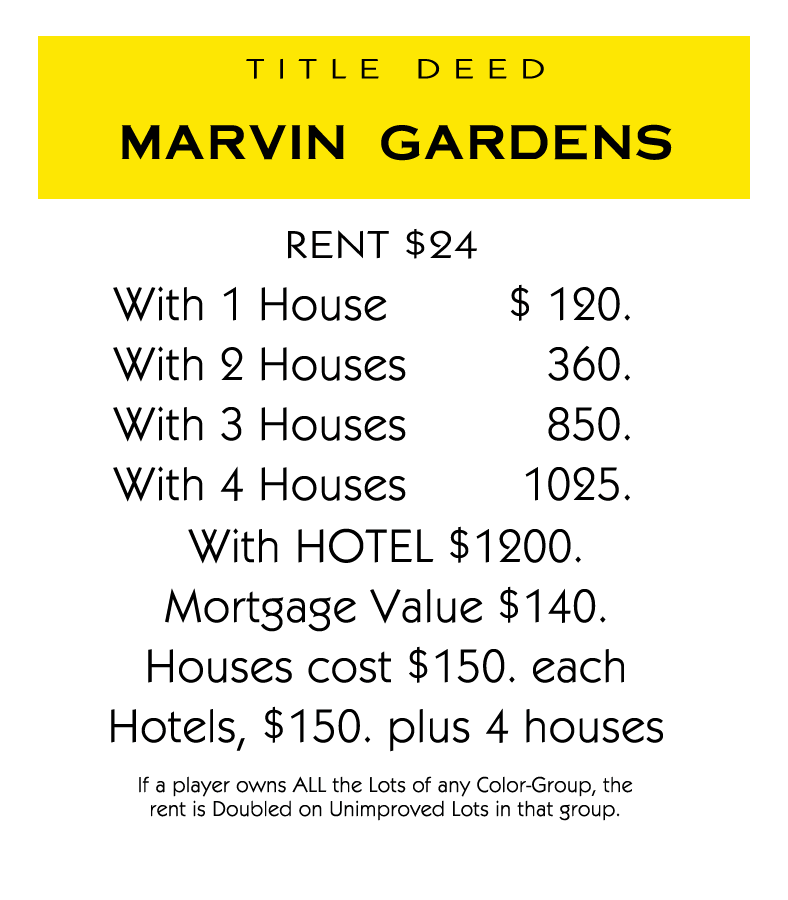 TITLE DEED
MARVIN GARDENS
RENT $24
With 1 House $ 120.
With 2 Houses 360.
With 3 Houses 850.
With 4 Houses 1025.
With HOTEL $1200.
Mortgage Value $140.
Houses cost $150. each
Hotels, $150. plus 4 houses
If a player owns ALL the Lots of any Color-Group, the
rent is Doubled on Unimproved Lots in that group.